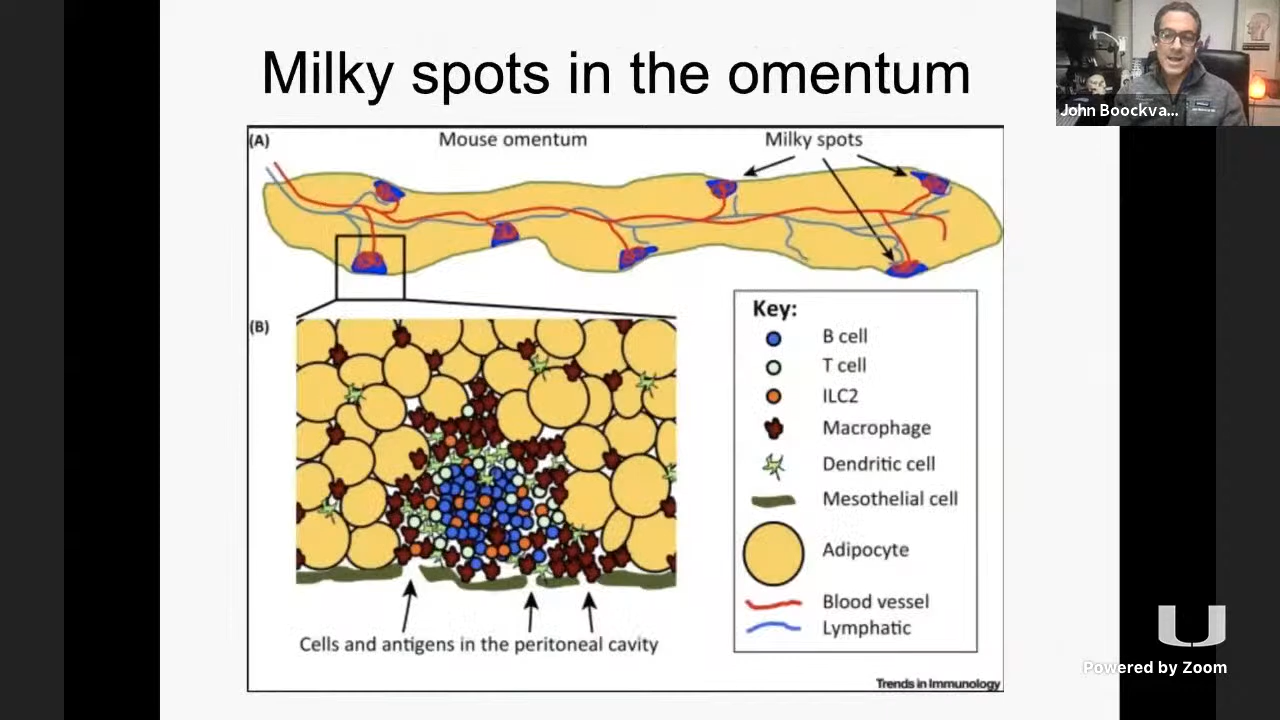 Milky spots in the omentum
John Boockva...
(A)
Mouse omentum
Milky spots
(B)
Key:
B cell
T cell
ILC2
Macrophage
Dendritic cell
Mesothelial cell
Adipocyte
Blood vessel
Lymphatic
Cells and antigens in the peritoneal cavity
Trends in Immunology
U
Powered by Zoom